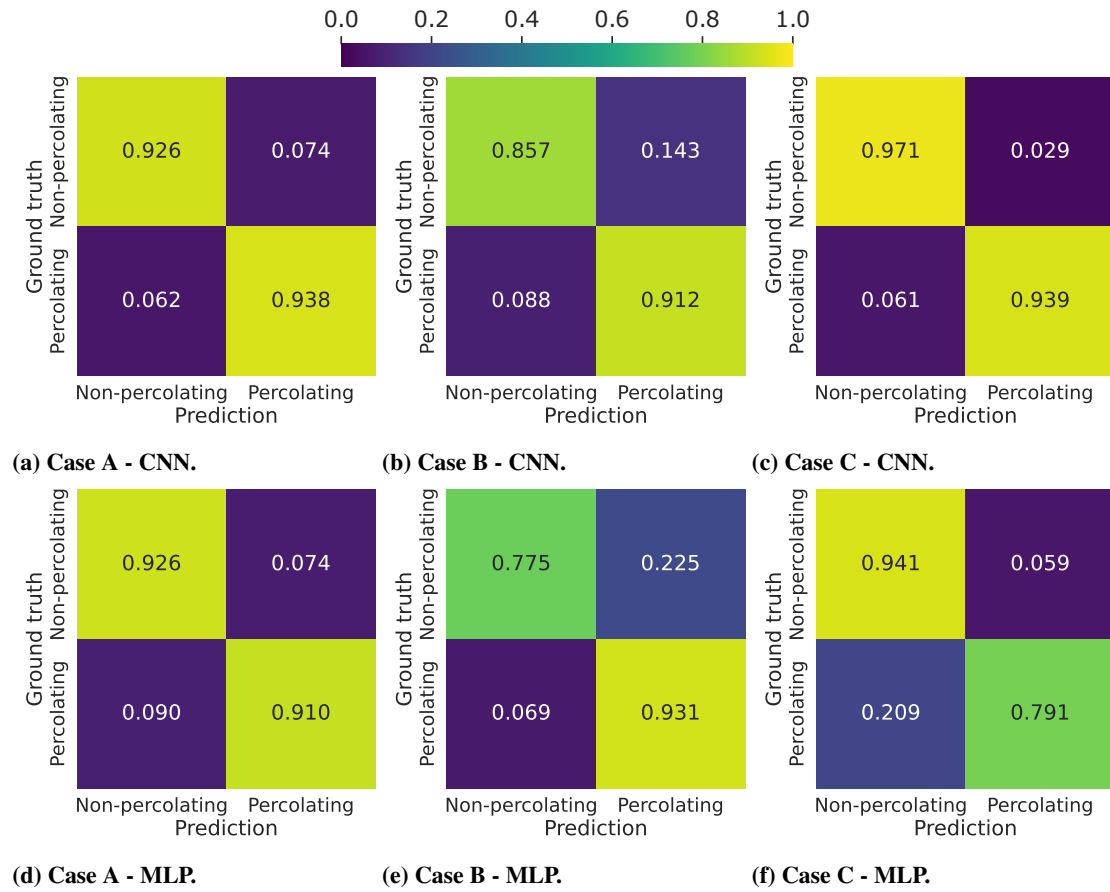 0.0 0.2 0.4 0.6 0.8 1.0
Ground truth
Non-percolating
Percolating
0.926 0.074
0.062 0.938
Non-percolating Percolating
Prediction
(a) Case A - CNN.
Ground truth
Non-percolating
Percolating
0.857 0.143
0.088 0.912
Non-percolating Percolating
Prediction
(b) Case B - CNN.
Ground truth
Non-percolating
Percolating
0.971 0.029
0.061 0.939
Non-percolating Percolating
Prediction
(c) Case C - CNN.
Ground truth
Non-percolating
Percolating
0.926 0.074
0.090 0.910
Non-percolating Percolating
Prediction
(d) Case A - MLP.
Ground truth
Non-percolating
Percolating
0.775 0.225
0.069 0.931
Non-percolating Percolating
Prediction
(e) Case B - MLP.
Ground truth
Non-percolating
Percolating
0.941 0.059
0.209 0.791
Non-percolating Percolating
Prediction
(f) Case C - MLP.